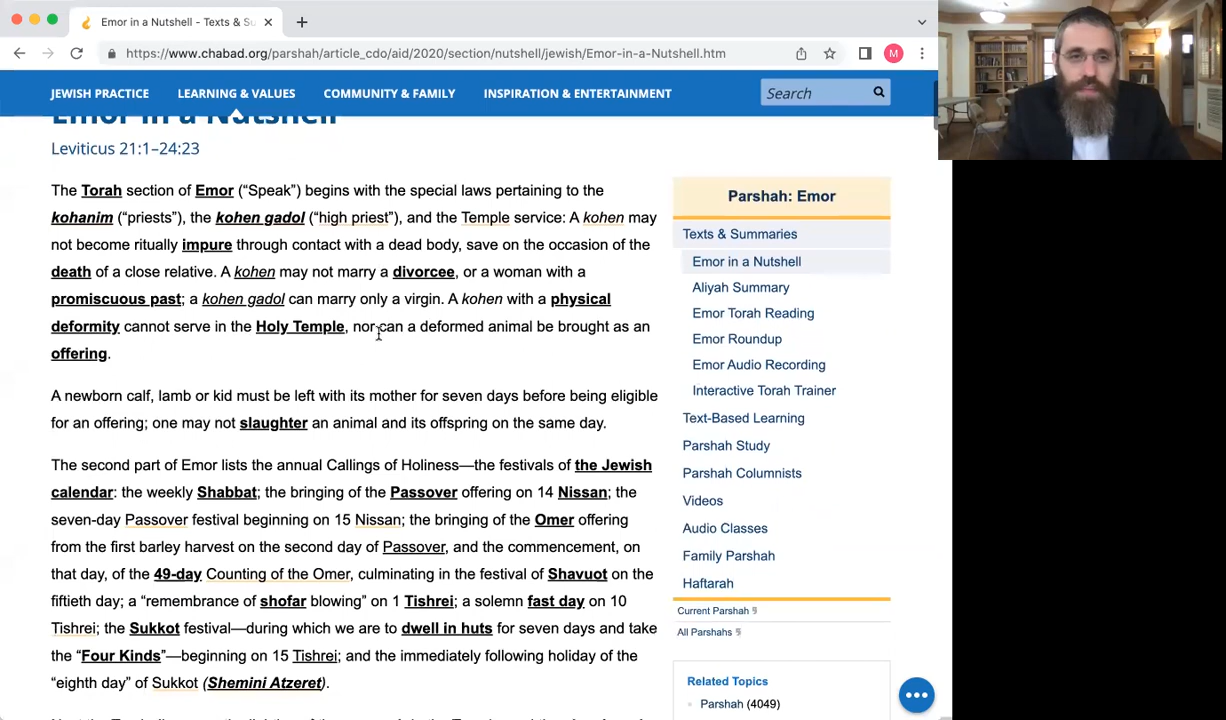 Emor in a Nutshell - Texts & Su
https://www.chabad.org/parshah/article_cdo/aid/2020/section/nutshell/jewish/Emor-in-a-Nutshell.htm
M
JEWISH PRACTICE
LEARNING & VALUES
COMMUNITY & FAMILY
INSPIRATION & ENTERTAINMENT
Search
Emor in a Nutshell
Leviticus 21:1–24:23
The Torah section of Emor (“Speak”) begins with the special laws pertaining to the
kohanim (“priests”), the kohen gadol (“high priest”), and the Temple service: A kohen may
not become ritually impure through contact with a dead body, save on the occasion of the
death of a close relative. A kohen may not marry a divorcee, or a woman with a
promiscuous past; a kohen gadol can marry only a virgin. A kohen with a physical
deformity cannot serve in the Holy Temple, nor can a deformed animal be brought as an
offering.
A newborn calf, lamb or kid must be left with its mother for seven days before being eligible
for an offering; one may not slaughter an animal and its offspring on the same day.
The second part of Emor lists the annual Callings of Holiness—the festivals of the Jewish
calendar: the weekly Shabbat; the bringing of the Passover offering on 14 Nissan; the
seven-day Passover festival beginning on 15 Nissan; the bringing of the Omer offering
from the first barley harvest on the second day of Passover, and the commencement, on
that day, of the 49-day Counting of the Omer, culminating in the festival of Shavuot on the
fiftieth day; a “remembrance of shofar blowing” on 1 Tishrei; a solemn fast day on 10
Tishrei; the Sukkot festival—during which we are to dwell in huts for seven days and take
the “Four Kinds”—beginning on 15 Tishrei; and the immediately following holiday of the
“eighth day” of Sukkot (Shemini Atzeret).
Parshah: Emor
Texts & Summaries
Emor in a Nutshell
Aliyah Summary
Emor Torah Reading
Emor Roundup
Emor Audio Recording
Interactive Torah Trainer
Text-Based Learning
Parshah Study
Parshah Columnists
Videos
Audio Classes
Family Parshah
Haftarah
Current Parshah
All Parshahs
Related Topics
Parshah (4049)